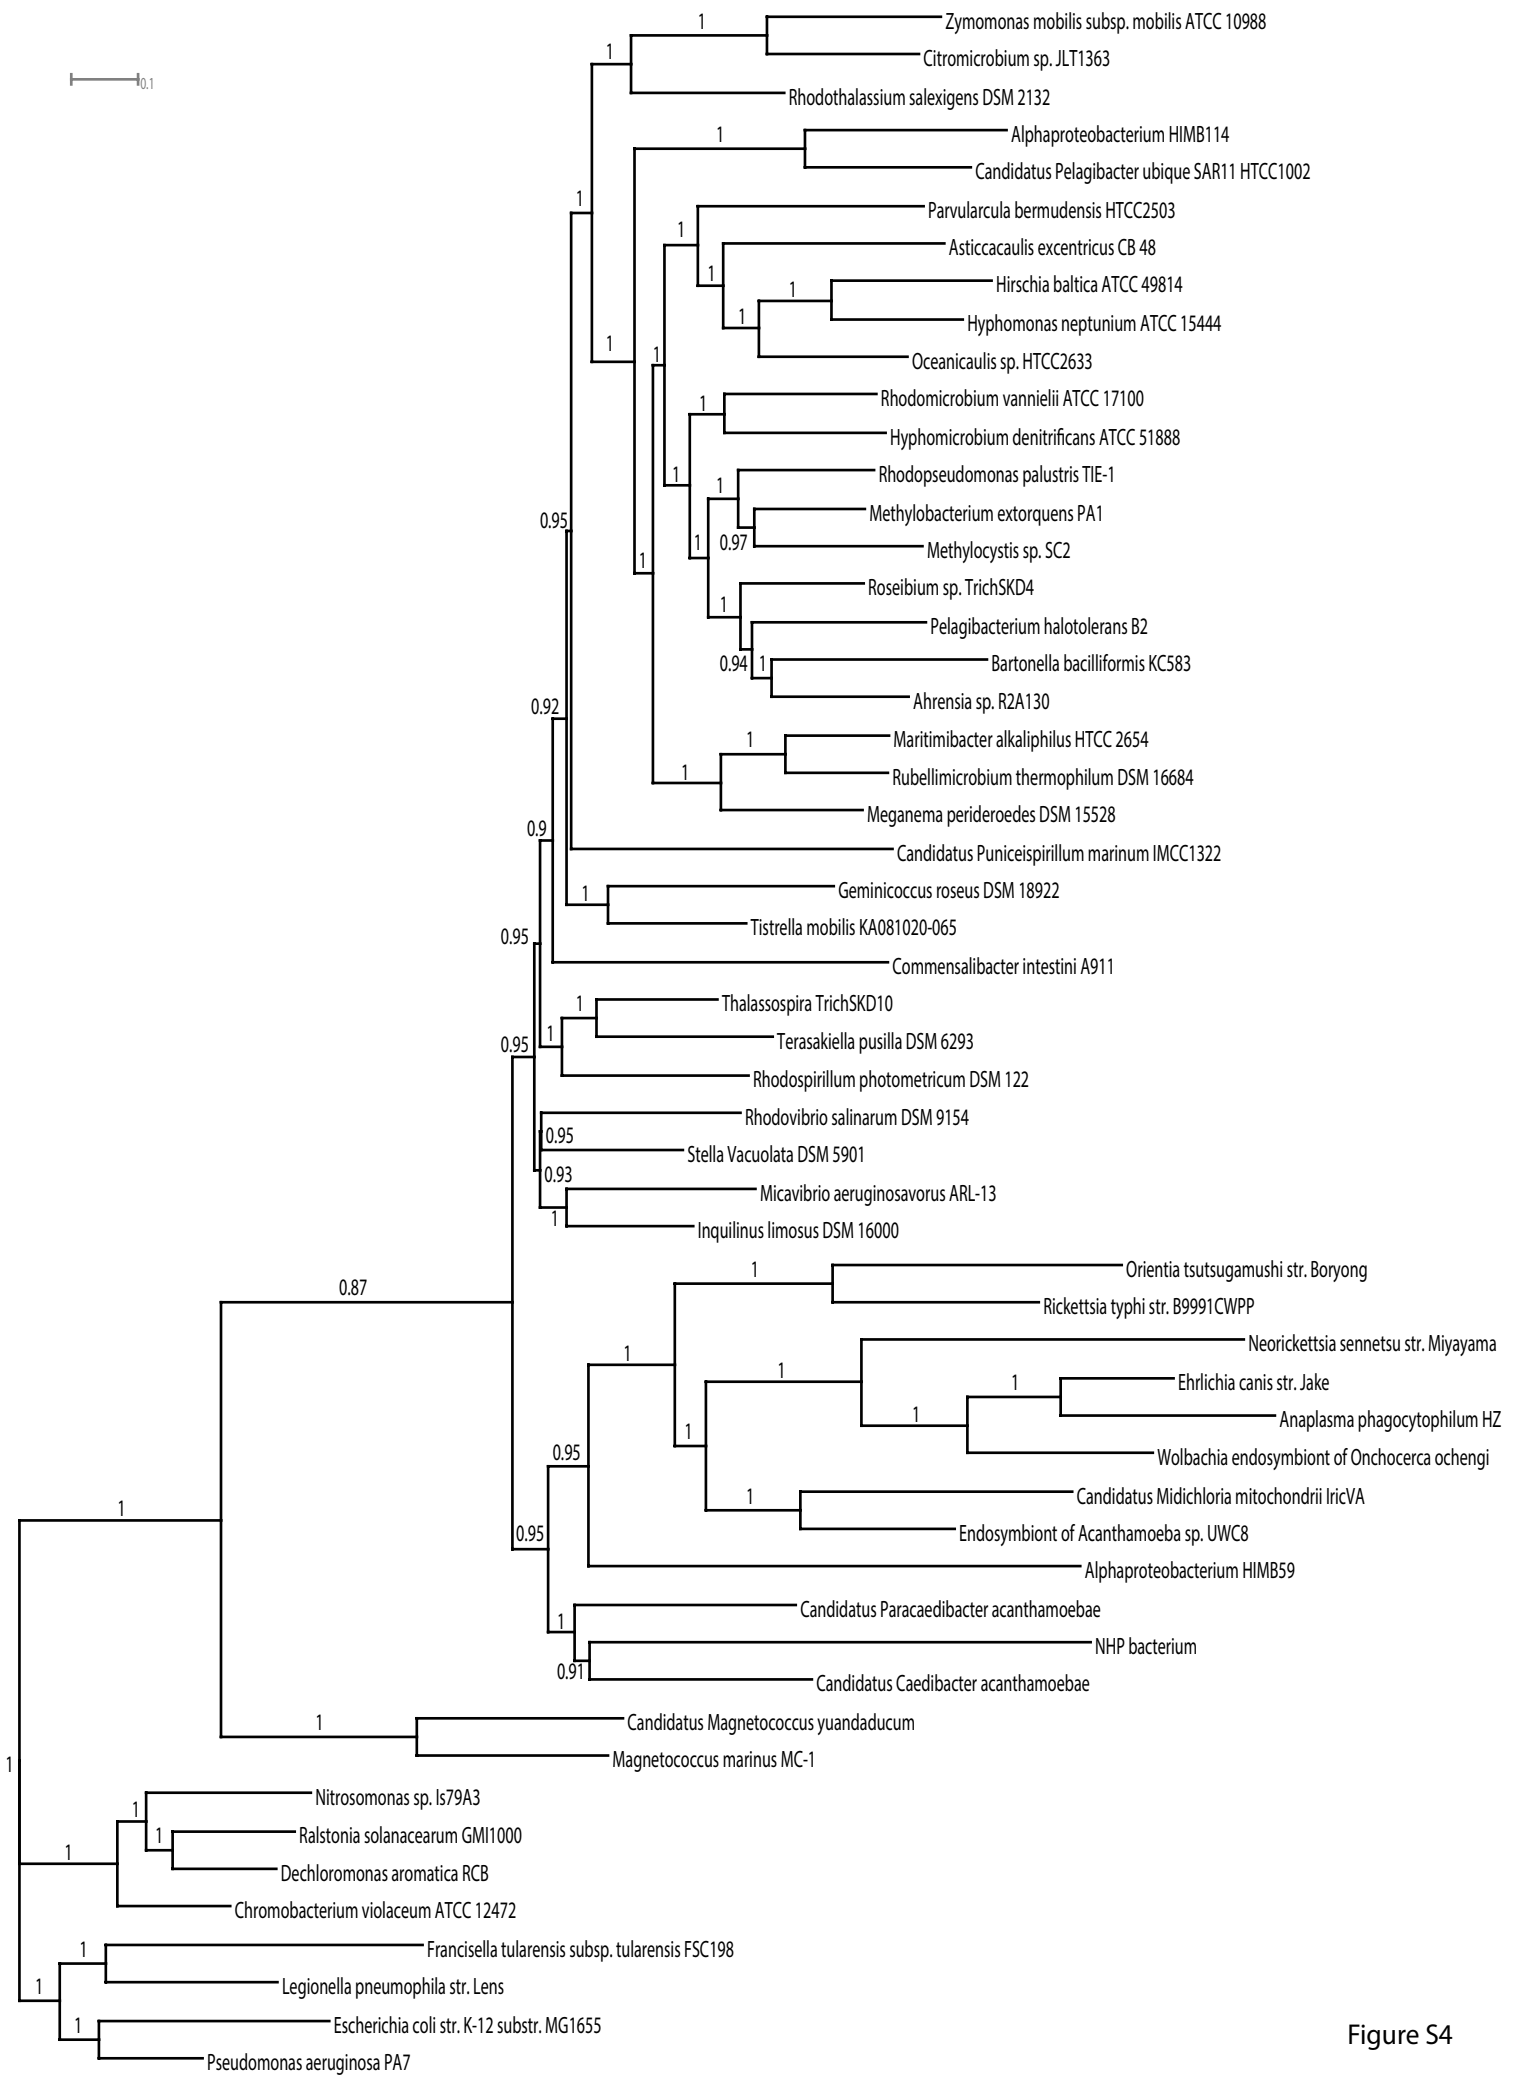 1
Zymomonas mobilis subsp. mobilis ATCC 10988
1
Citromicrobium sp. JLT1363
0.1
Rhodothalassium salexigens DSM 2132
1
Alphaproteobacterium HIMB114
Candidatus Pelagibacter ubique SAR11 HTCC1002
1
Parvularcula bermudensis HTCC2503
1
Asticcacaulis excentricus CB 48
1
Hirschia baltica ATCC 49814
1
1
Hyphomonas neptunium ATCC 15444
1
1
Oceanicaulis sp. HTCC2633
Rhodomicrobium vannielii ATCC 17100
1
Hyphomicrobium denitrificans ATCC 51888
1
Rhodopseudomonas palustris TIE-1
1
Methylobacterium extorquens PA1
0.95
1
0.97
Methylocystis sp. SC2
1
Roseibium sp. TrichSKD4
1
Pelagibacterium halotolerans B2
0.94
1
Bartonella bacilliformis KC583
Ahrensia sp. R2A130
0.92
1
Maritimibacter alkaliphilus HTCC 2654
1
Rubellimicrobium thermophilum DSM 16684
Meganema perideroedes DSM 15528
0.9
Candidatus Puniceispirillum marinum IMCC1322
1
Geminicoccus roseus DSM 18922
Tistrella mobilis KA081020-065
0.95
Commensalibacter intestini A911
1
Thalassospira TrichSKD10
1
0.95
Terasakiella pusilla DSM 6293
Rhodospirillum photometricum DSM 122
Rhodovibrio salinarum DSM 9154
0.95
Stella Vacuolata DSM 5901
0.93
Micavibrio aeruginosavorus ARL-13
1
Inquilinus limosus DSM 16000
1
Orientia tsutsugamushi str. Boryong
0.87
Rickettsia typhi str. B9991CWPP
1
Neorickettsia sennetsu str. Miyayama
1
1
Ehrlichia canis str. Jake
1
Anaplasma phagocytophilum HZ
1
0.95
Wolbachia endosymbiont of Onchocerca ochengi
1
1
Candidatus Midichloria mitochondrii IricVA
0.95
Endosymbiont of Acanthamoeba sp. UWC8
Alphaproteobacterium HIMB59
1
Candidatus Paracaedibacter acanthamoebae
NHP bacterium
0.91
Candidatus Caedibacter acanthamoebae
1
Candidatus Magnetococcus yuandaducum
1
Magnetococcus marinus MC-1
Nitrosomonas sp. Is79A3
1
1
Ralstonia solanacearum GMI1000
1
Dechloromonas aromatica RCB
Chromobacterium violaceum ATCC 12472
1
Francisella tularensis subsp. tularensis FSC198
1
Legionella pneumophila str. Lens
1
Escherichia coli str. K-12 substr. MG1655
Pseudomonas aeruginosa PA7
Figure S4